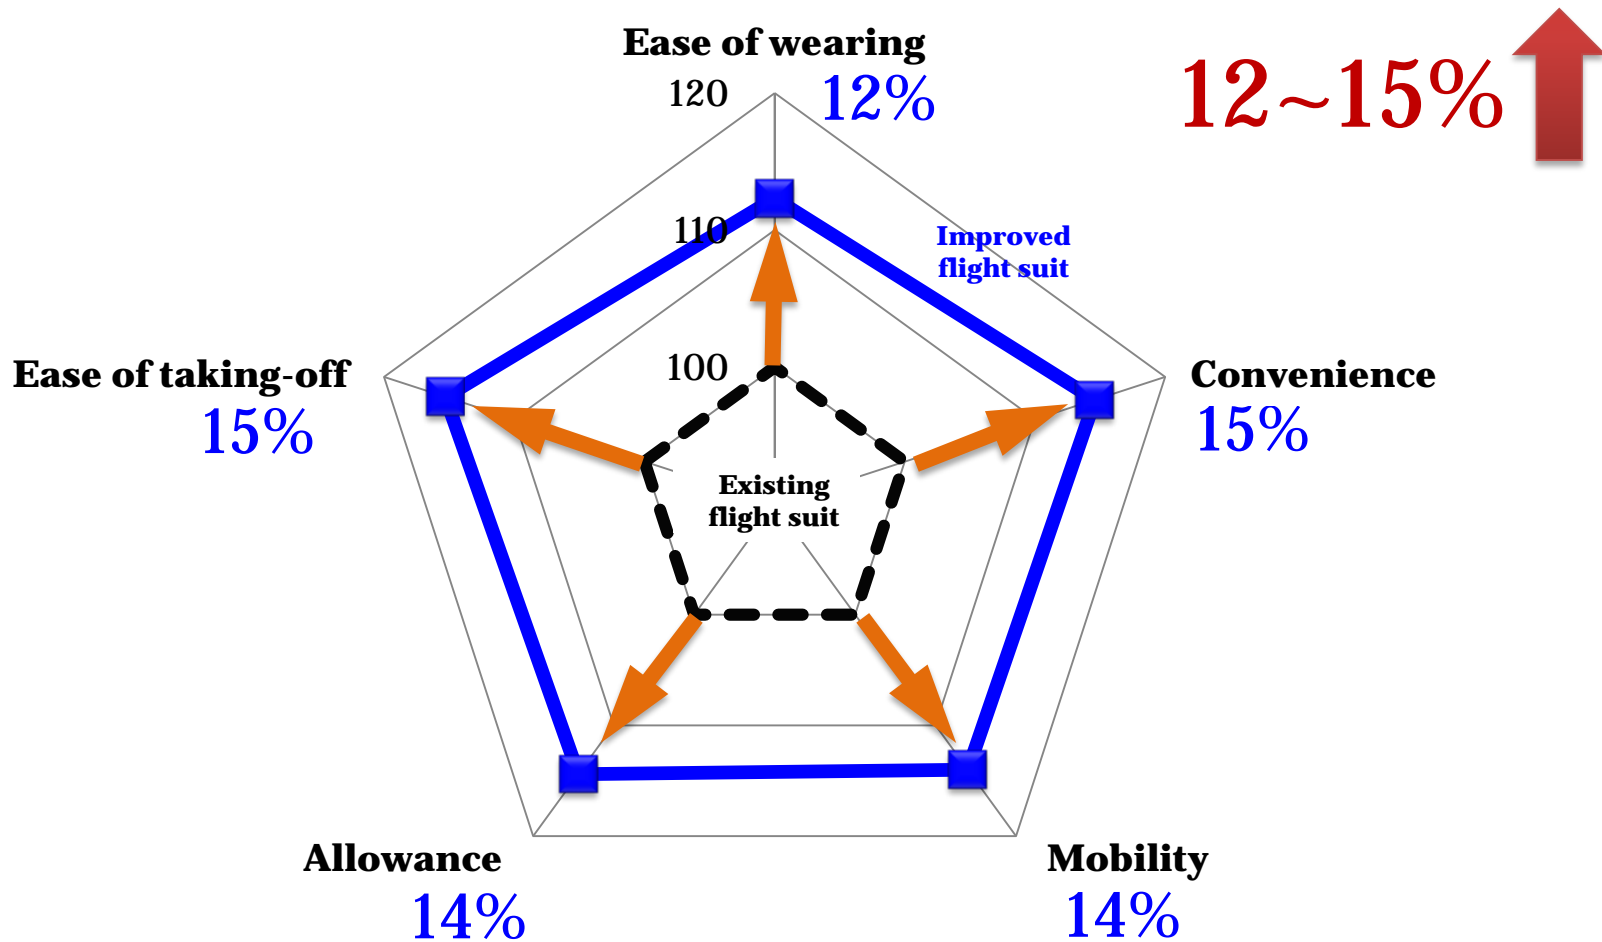 Ease of wearing
12%
12~15%
120
110
Improved
flight suit
100
Ease of taking-off
15%
Convenience
15%
Existing
flight suit
Allowance
14%
Mobility
14%